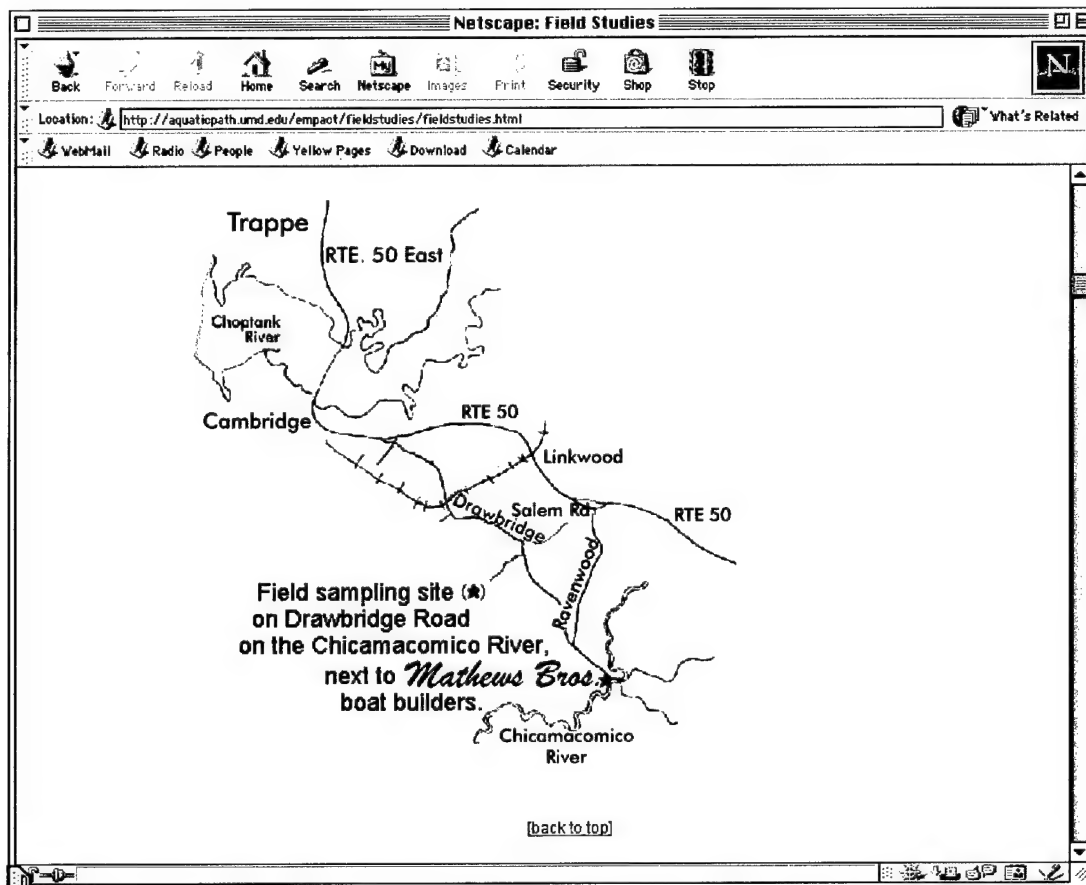 Netscape: Field Studies
Back Forward Reload Home Search Netscape Images Print Security Shop Stop
My
N
Location: http://aquaticpath.umd.edu/empact/fieldstudies/fieldstudies.html What's Related
WebMail Radio People Yellow Pages Download Calendar
Trappe
RTE. 50 East
Choptank
River
Cambridge
RTE 50
Linkwood
Drawbridge
Salem Rd.
RTE 50
Ravenwood
Field sampling site (★)
on Drawbridge Road
on the Chicamacomico River,
next to Mathews Bros.
boat builders.
Chicamacomico
River
[back to top]